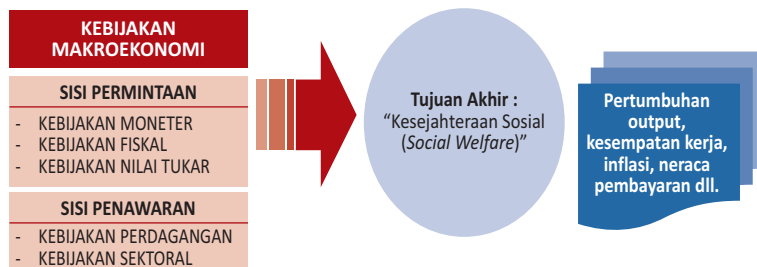 KEBIJAKAN
MAKROEKONOMI
SISI PERMINTAAN
- KEBIJAKAN MONETER
- KEBIJAKAN FISKAL
- KEBIJAKAN NILAI TUKAR
SISI PENAWARAN
- KEBIJAKAN PERDAGANGAN
- KEBIJAKAN SEKTORAL
Tujuan Akhir :
“Kesejahteraan Sosial
(Social Welfare)”
Pertumbuhan
output,
kesempatan kerja,
inflasi, neraca
pembayaran dll.